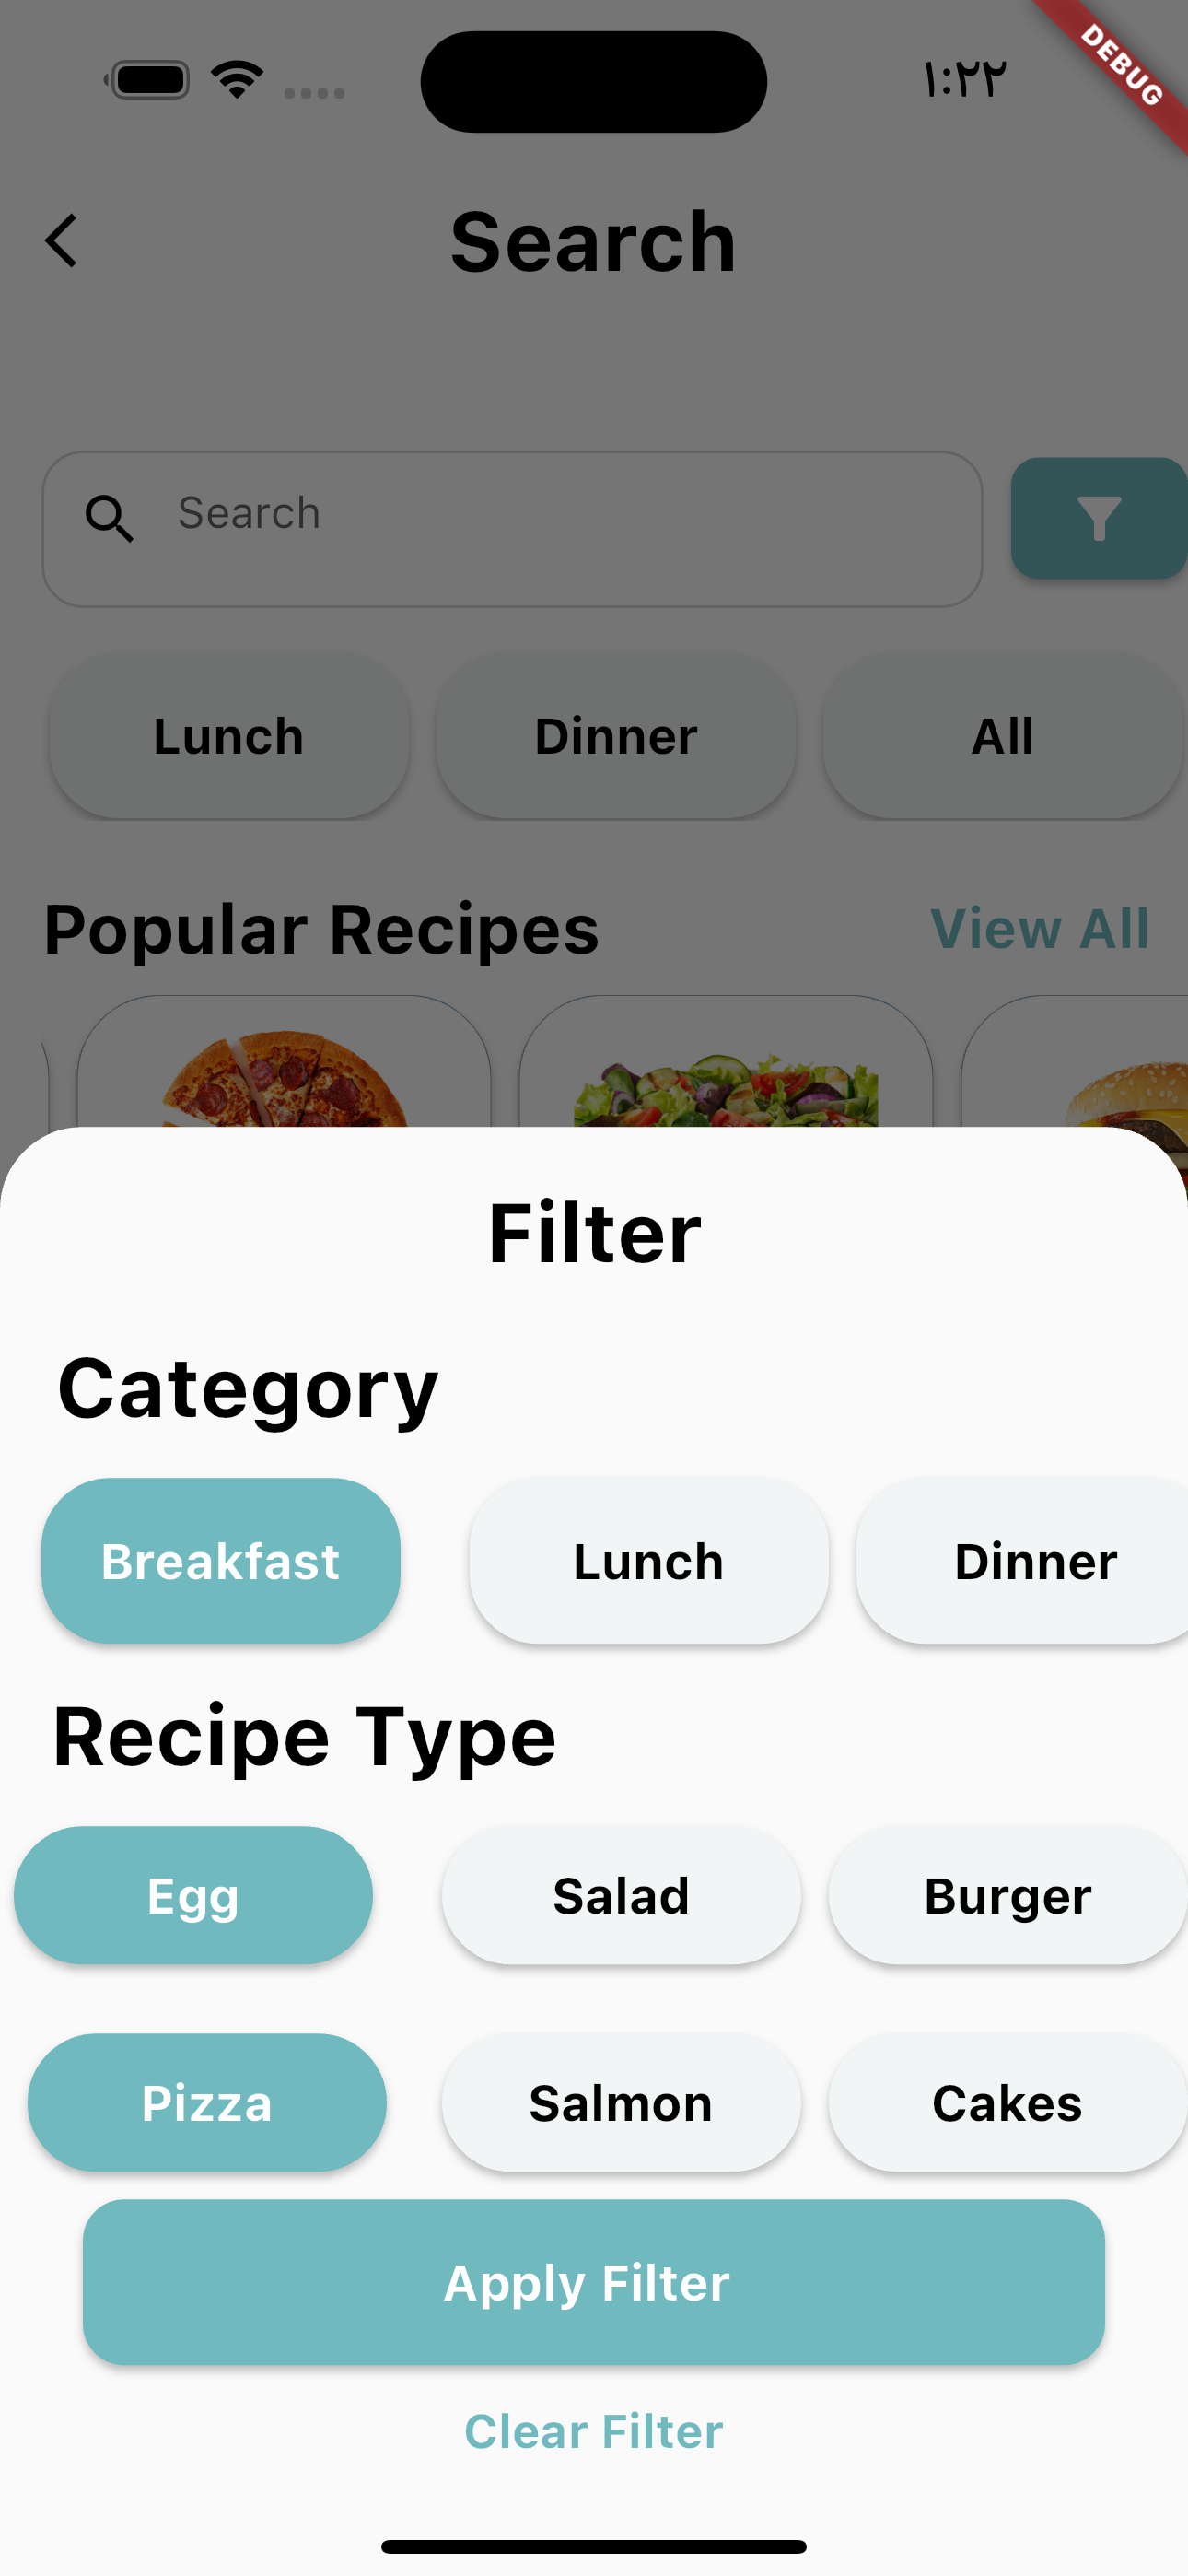 ١:٢٢
DEBUG
Search
Search
Lunch Dinner All
Popular Recipes View All
Filter
Category
Breakfast Lunch Dinner
Recipe Type
Egg Salad Burger
Pizza Salmon Cakes
Apply Filter
Clear Filter